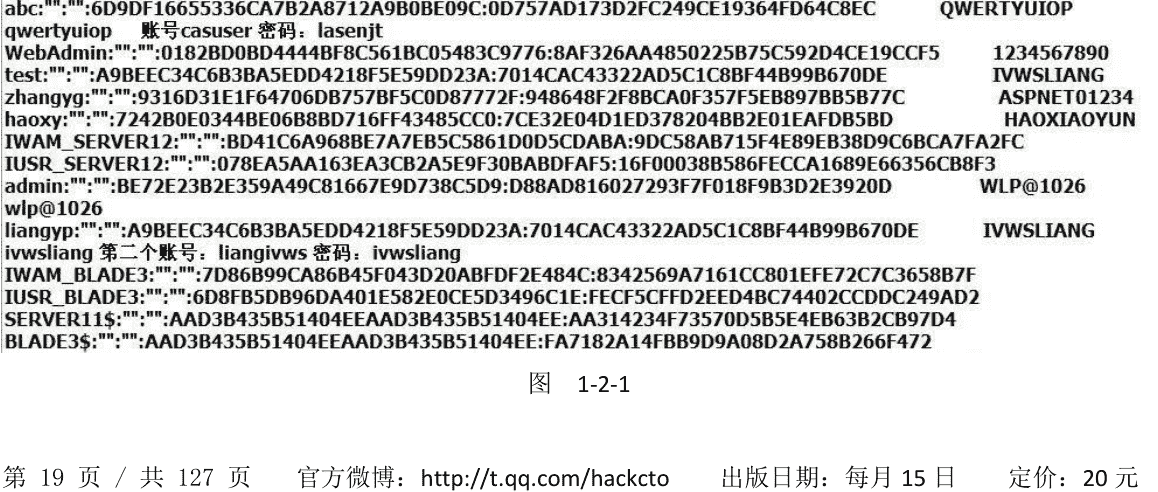 abc:"":"":6D9DF16655336CA7B2A8712A9B0BE09C:0D757AD173D2FC249CE19364FD64C8EC QWERTYUIOP
qwertyuiop 账号casuser 密码：lasenjt
WebAdmin:"":"":0182BD0BD4444BF8C561BC05483C9776:8AF326AA4850225B75C592D4CE19CCF5 1234567890
test:"":"":A9BEEC34C6B3BA5EDD4218F5E59DD23A:7014CAC43322AD5C1C8BF44B99B670DE IVWSLIANG
zhangyg:"":"":9316D31E1F64706DB757BF5C0D87772F:948648F2F8BCA0F357F5EB897BB5B77C ASPNET01234
haoxy:"":"":7242B0E0344BE06B8BD716FF43485CC0:7CE32E04D1ED378204BB2E01EAFDB5BD HAOXIAOYUN
IWAM_SERVER12:"":"":BD41C6A968BE7A7EB5C5861D0D5CDABA:9DC58AB715F4E89EB38D9C6BCA7FA2FC
IUSR_SERVER12:"":"":078EA5AA163EA3CB2A5E9F30BABDFAF5:16F00038B586FECCA1689E66356CB8F3
admin:"":"":BE72E23B2E359A49C81667E9D738C5D9:D88AD816027293F7F018F9B3D2E3920D WLP@1026
wlp@1026
liangyp:"":"":A9BEEC34C6B3BA5EDD4218F5E59DD23A:7014CAC43322AD5C1C8BF44B99B670DE IVWSLIANG
ivwsliang 第二个账号：liangivws 密码：ivwsliang
IWAM_BLADE3:"":"":7D86B99CA86B45F043D20ABFDF2E484C:8342569A7161CC801EFE72C7C3658B7F
IUSR_BLADE3:"":"":6D8FB5DB96DA401E582E0CE5D3496C1E:FECF5CFFD2EED4BC74402CCDDC249AD2
SERVER11$:"":"":AAD3B435B51404EEAAD3B435B51404EE:AA314234F73570D5B5E4EB63B2CB97D4
BLADE3$:"":"":AAD3B435B51404EEAAD3B435B51404EE:FA7182A14FBB9D9A08D2A758B266F472
图 1-2-1
第 19 页 / 共 127 页 官方微博：http://t.qq.com/hackcto 出版日期：每月 15 日 定价：20 元